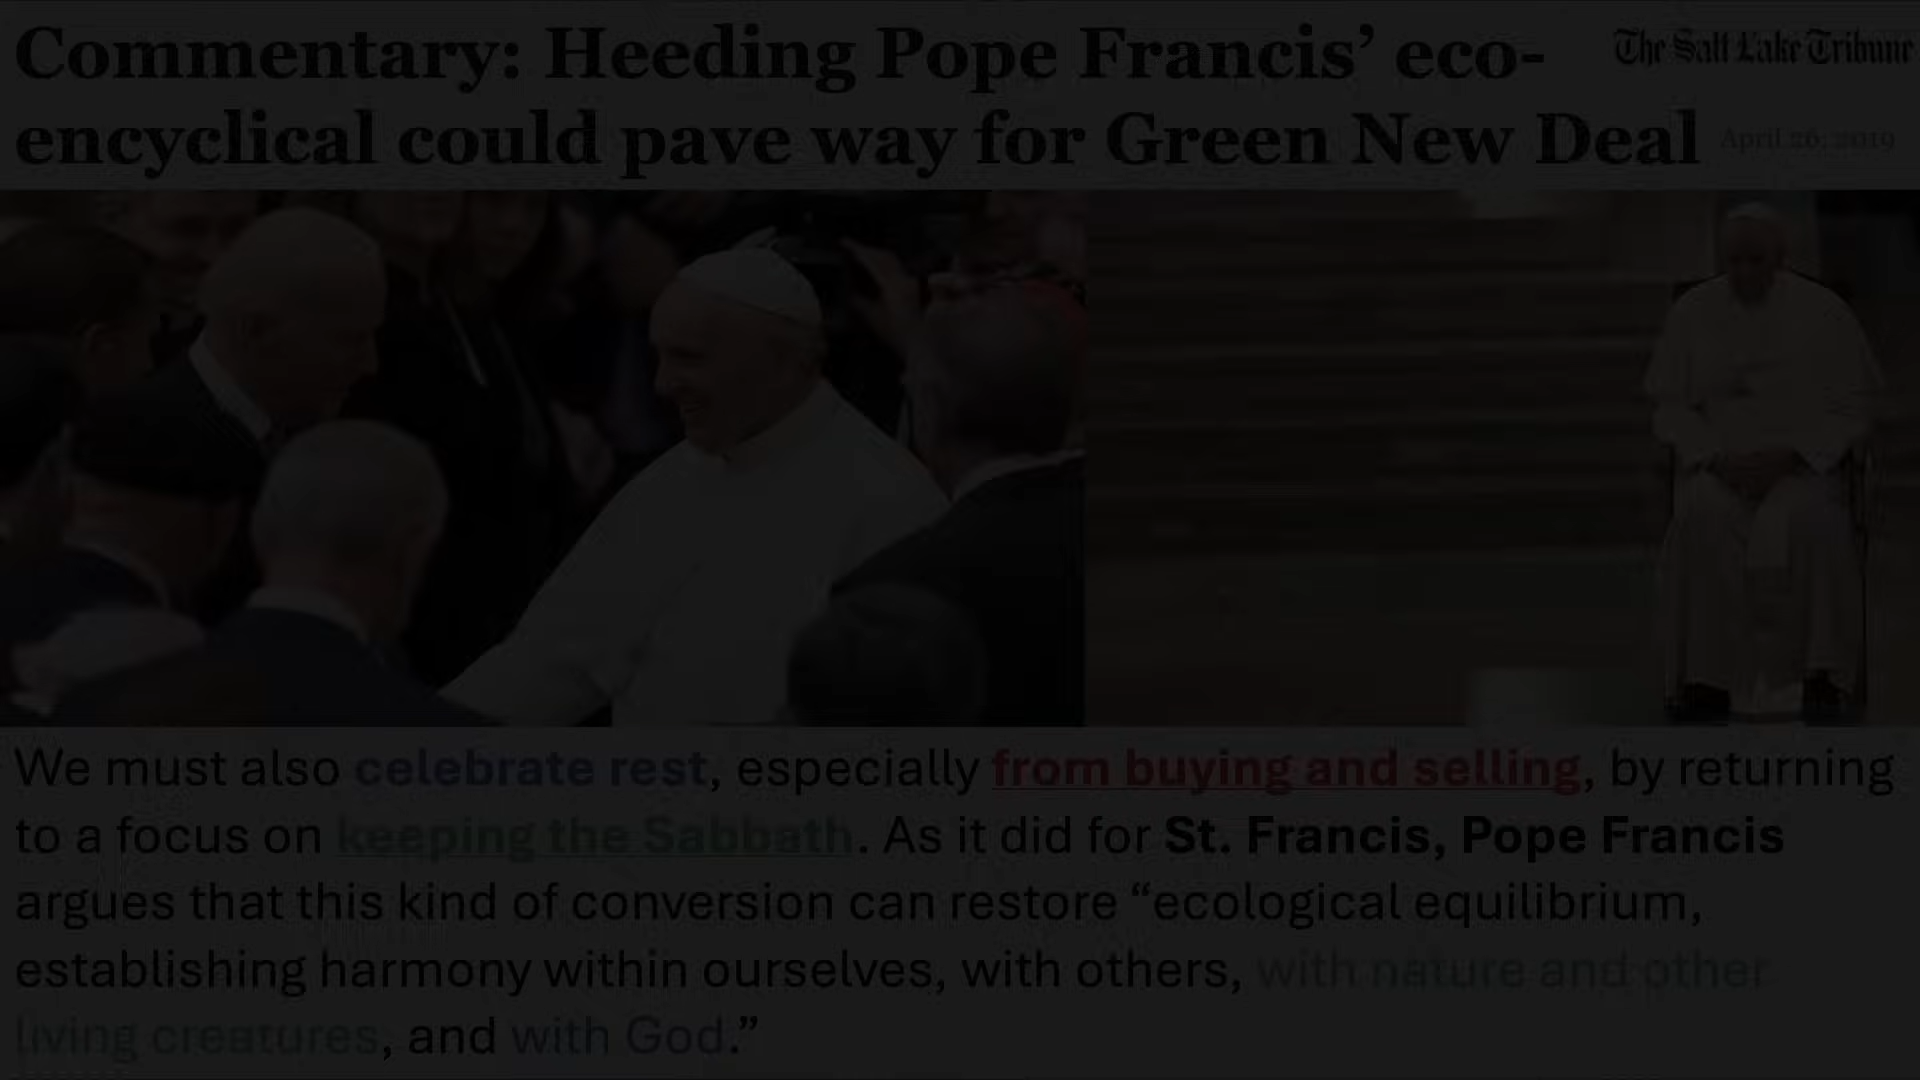 Commentary: Heeding Pope Francis’ eco-
The Salt Lake Tribune
encyclical could pave way for Green New Deal
April 26, 2019
We must also celebrate rest, especially from buying and selling, by returning
to a focus on keeping the Sabbath. As it did for St. Francis, Pope Francis
argues that this kind of conversion can restore “ecological equilibrium,
establishing harmony within ourselves, with others, with nature and other
living creatures, and with God.”